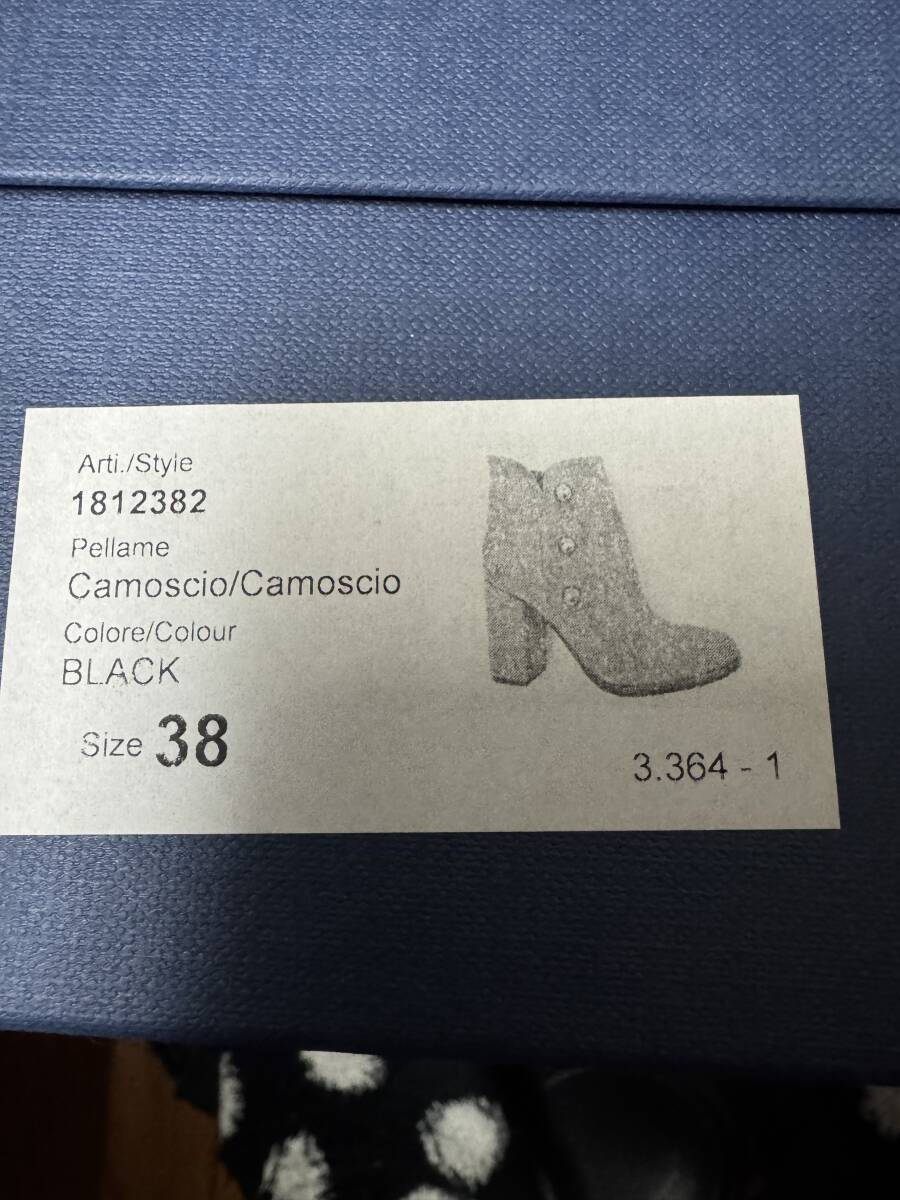 Arti./Style
1812382
Pellame
Camoscio/Camoscio
Colore/Colour
BLACK
Size 38
3.364 - 1